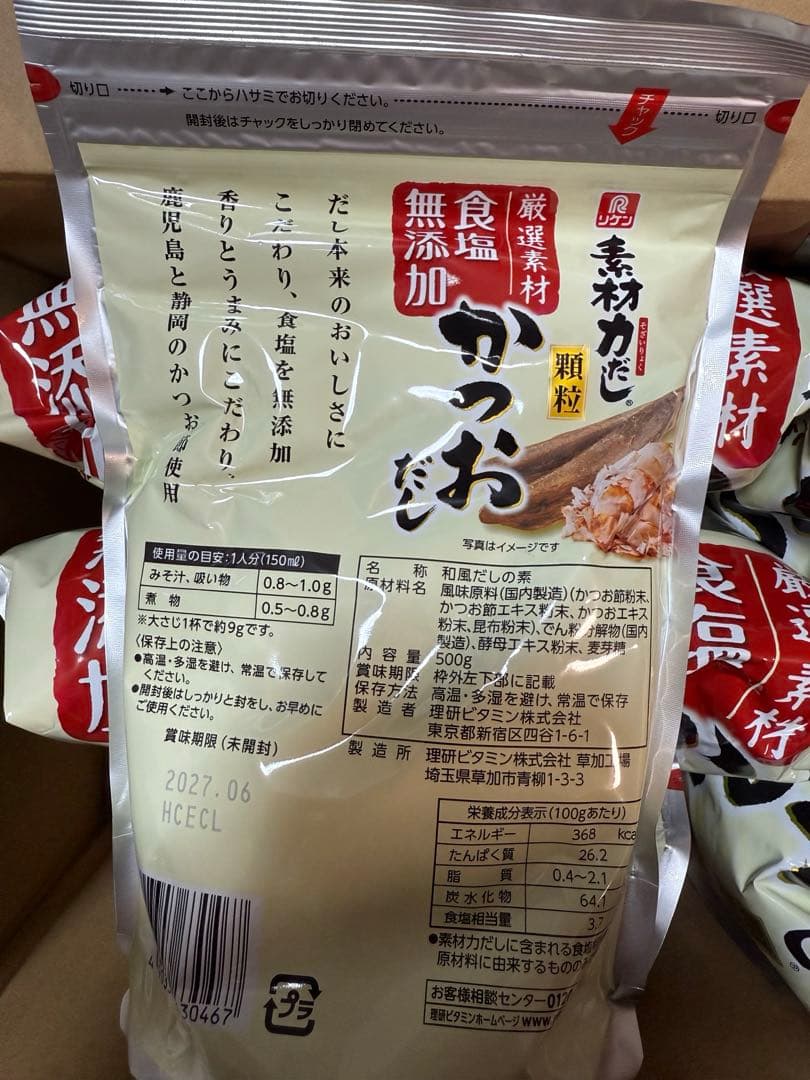 切り口
ここからハサミでお切りください。
開封後はチャックをしっかり閉めてください。
チャック
切り口
リケン
素材力だし®
そざいりょく
厳選素材
食塩
無添加
顆粒
かつおだし
だし本来のおいしさに
こだわり、食塩を無添加
香りとうまみにこだわり、
鹿児島と静岡のかつお節使用
写真はイメージです
使用量の目安:1人分(150㎖)
みそ汁、吸い物 0.8〜1.0g
煮物 0.5〜0.8g
※大さじ1杯で約9gです。
〈保存上の注意〉
●高温・多湿を避け、常温で保存して
ください。
●開封後はしっかりと封をし、お早めに
ご使用ください。
賞味期限(未開封)
2027.06
HCECL
名称 和風だしの素
原材料名 風味原料(国内製造)(かつお節粉末、
かつお節エキス粉末、かつおエキス
粉末、昆布粉末)、でん粉分解物(国内
製造)、酵母エキス粉末、麦芽糖
内容量 500g
賞味期限 枠外左下部に記載
保存方法 高温・多湿を避け、常温で保存
製造者 理研ビタミン株式会社
東京都新宿区四谷1-6-1
製造所 理研ビタミン株式会社 草加工場
埼玉県草加市青柳1-3-3
栄養成分表示(100gあたり)
エネルギー 368 kca
たんぱく質 26.2
脂質 0.4〜2.1
炭水化物 64.1
食塩相当量 3.7
●素材力だしに含まれる食塩
原材料に由来するものの
お客様相談センター 012
理研ビタミンホームページ www
30467
プラ
無添
厳選素材
厳選素材
食塩
添加